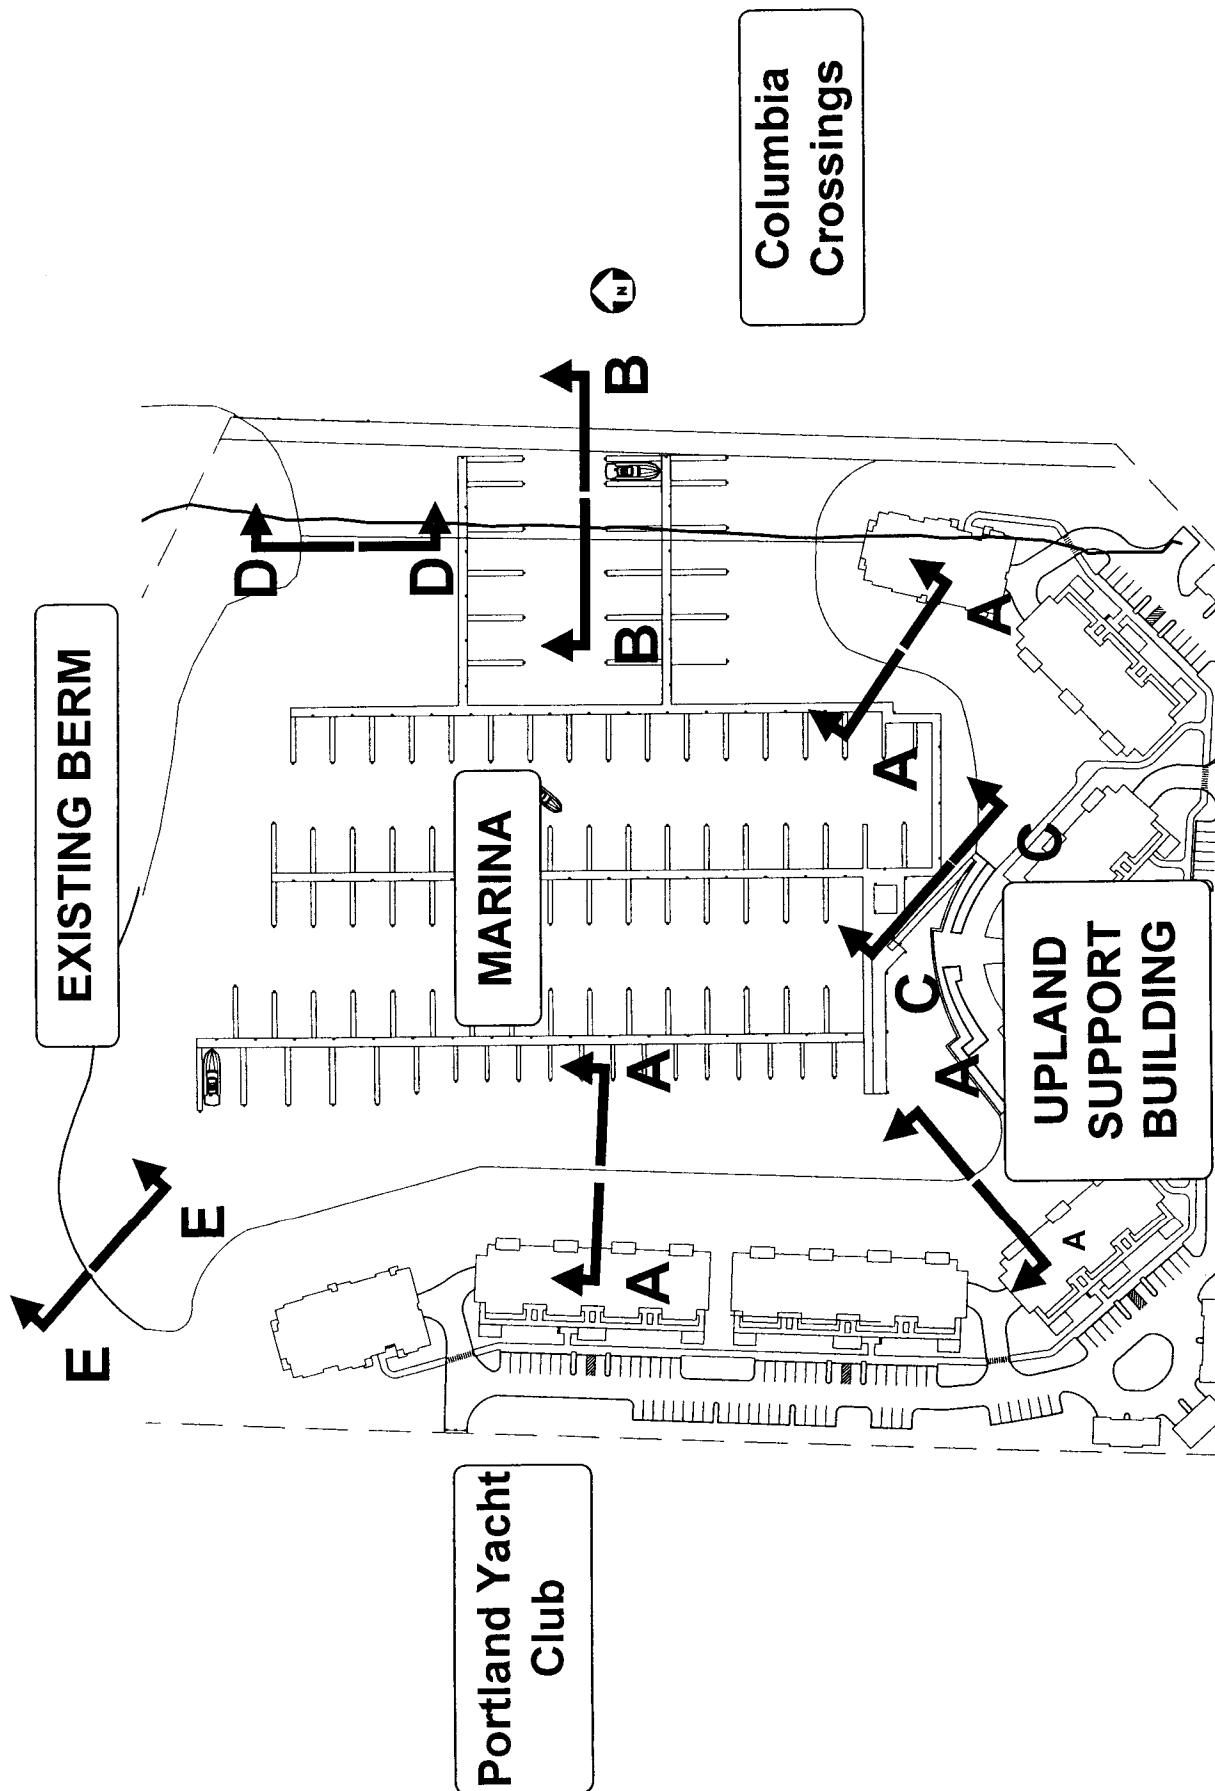 EXISTING BERM
Columbia
Crossings
N
E
E
D
D
B
B
MARINA
A
A
A
A
Portland Yacht
Club
C
C
A
A
UPLAND
SUPPORT
BUILDING